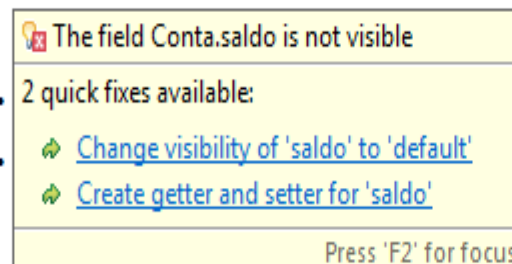 The field Conta.saldo is not visible
2 quick fixes available:
Change visibility of 'saldo' to 'default'
Create getter and setter for 'saldo'
Press 'F2' for focus